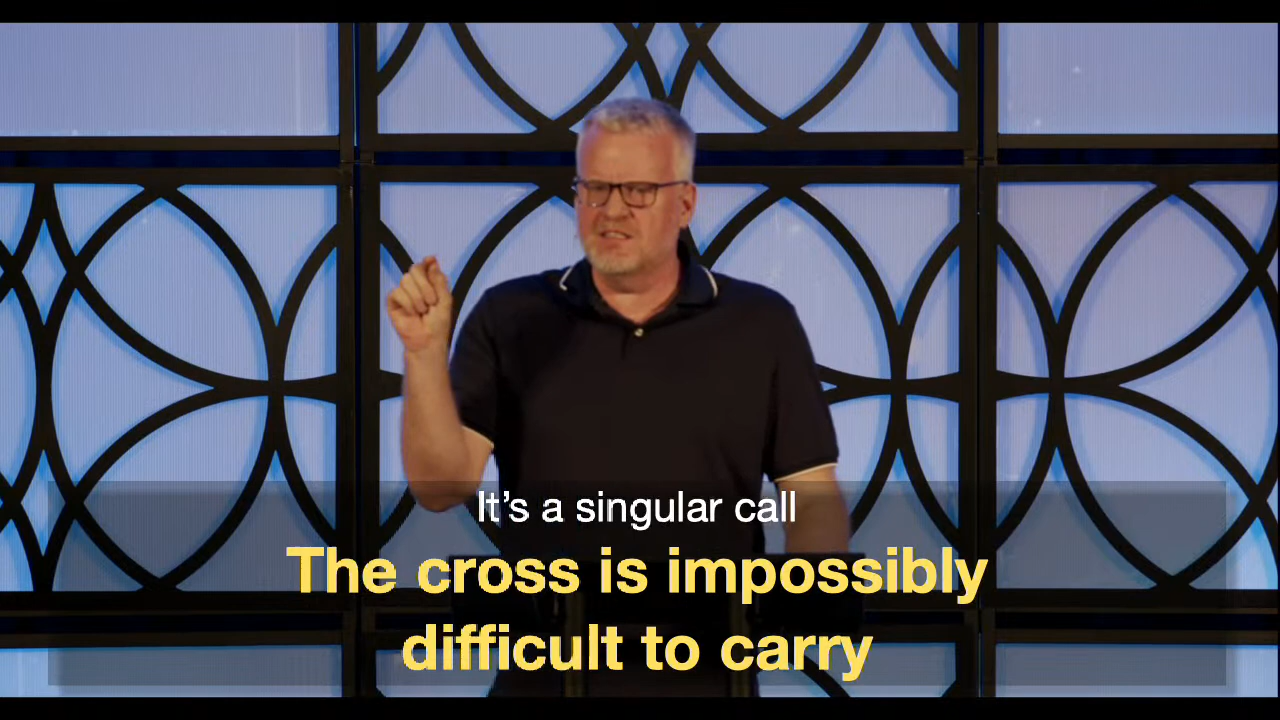 It's a singular call
The cross is impossibly
difficult to carry